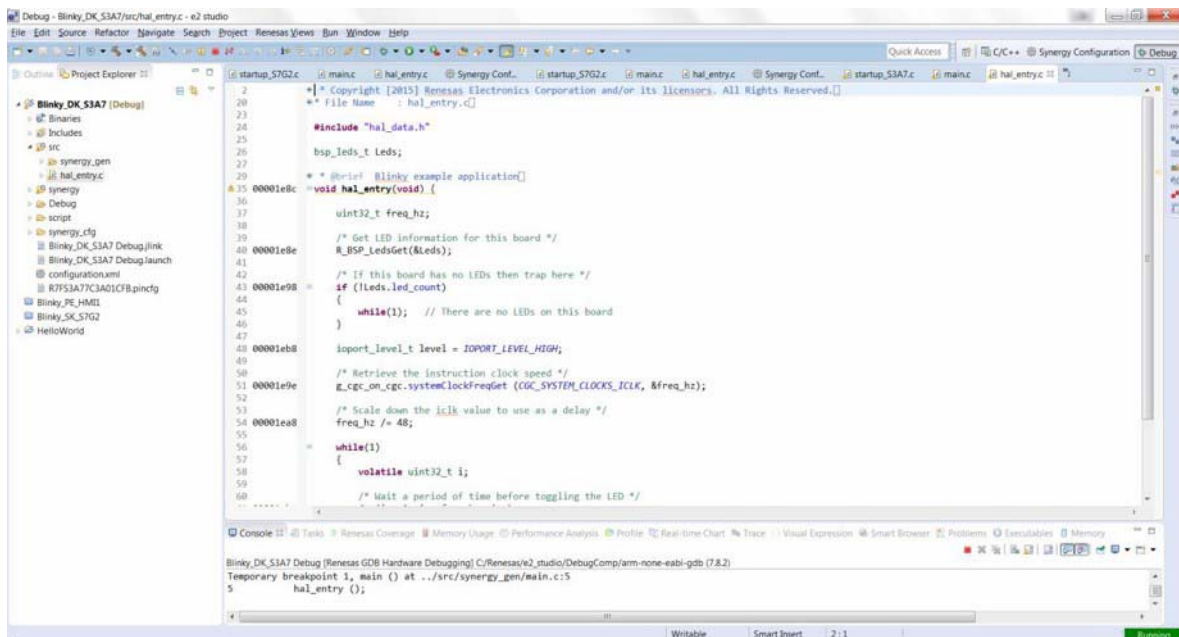 Debug - Blinky_DK_S3A7/src/hal_entry.c - e2 studio
File Edit Source Refactor Navigate Search Project Renesas Views Run Window Help
Quick Access C/C++ Synergy Configuration Debug
Outline Project Explorer
startup_S7G2.c main.c hal_entry.c Synergy Conf... startup_S7G2.c main.c hal_entry.c Synergy Conf... startup_S3A7.c main.c hal_entry.c
Blinky_DK_S3A7 [Debug]
Binaries
Includes
src
synergy_gen
hal_entry.c
synergy
Debug
script
synergy_cfg
Blinky_DK_S3A7 Debug.jlink
Blinky_DK_S3A7 Debug.launch
configuration.xml
R7FS3A77C3A01CFB.pincfg
Blinky_PE_HMI1
Blinky_SK_S7G2
HelloWorld
2 * Copyright [2015] Renesas Electronics Corporation and/or its licensors. All Rights Reserved.
20 * File Name : hal_entry.c
23
24 #include "hal_data.h"
25
26 bsp_leds_t Leds;
27
29 * @brief Blinky example application
35 00001e8c void hal_entry(void) {
36
37 uint32_t freq_hz;
38
39 /* Get LED information for this board */
40 00001e8e R_BSP_LedsGet(&Leds);
41
42 /* If this board has no LEDs then trap here */
43 00001e98 if (!Leds.led_count)
44 {
45 while(1); // There are no LEDs on this board
46 }
47
48 00001eb8 ioport_level_t level = IOPORT_LEVEL_HIGH;
49
50 /* Retrieve the instruction clock speed */
51 00001e9e g_cgc_on_cgc.systemClockFreqGet (CGC_SYSTEM_CLOCKS_ICLK, &freq_hz);
52
53 /* Scale down the iclk value to use as a delay */
54 00001ea8 freq_hz /= 48;
55
56 while(1)
57 {
58 volatile uint32_t i;
59
60 /* Wait a period of time before toggling the LED */
Console Tasks Renesas Coverage Memory Usage Performance Analysis Profile Real-time Chart Trace Visual Expression Smart Browser Problems Executables Memory
Blinky_DK_S3A7 Debug [Renesas GDB Hardware Debugging] C:/Renesas/e2_studio/DebugComp/arm-none-eabi-gdb (7.8.2)
Temporary breakpoint 1, main () at ../src/synergy_gen/main.c:5
5 hal_entry ();
Writable Smart Insert 2 : 1 Running